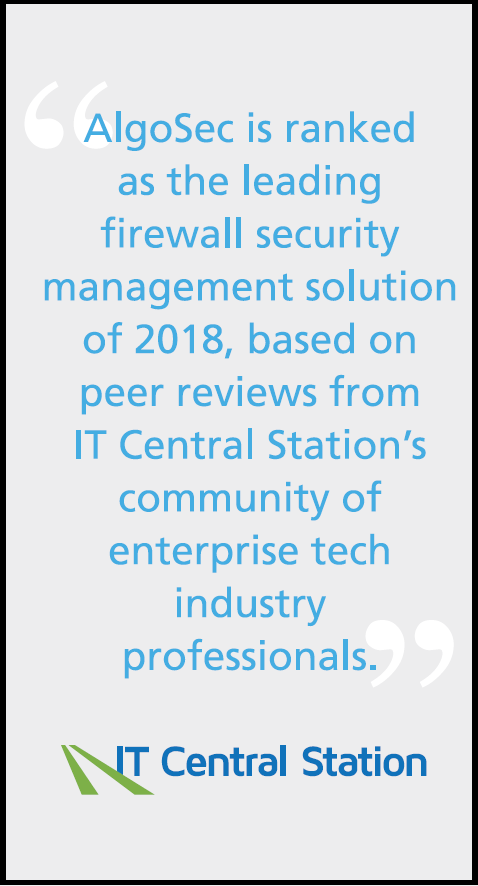 “
AlgoSec is ranked
as the leading
firewall security
management solution
of 2018, based on
peer reviews from
IT Central Station’s
community of
enterprise tech
industry
professionals.
”
IT Central Station